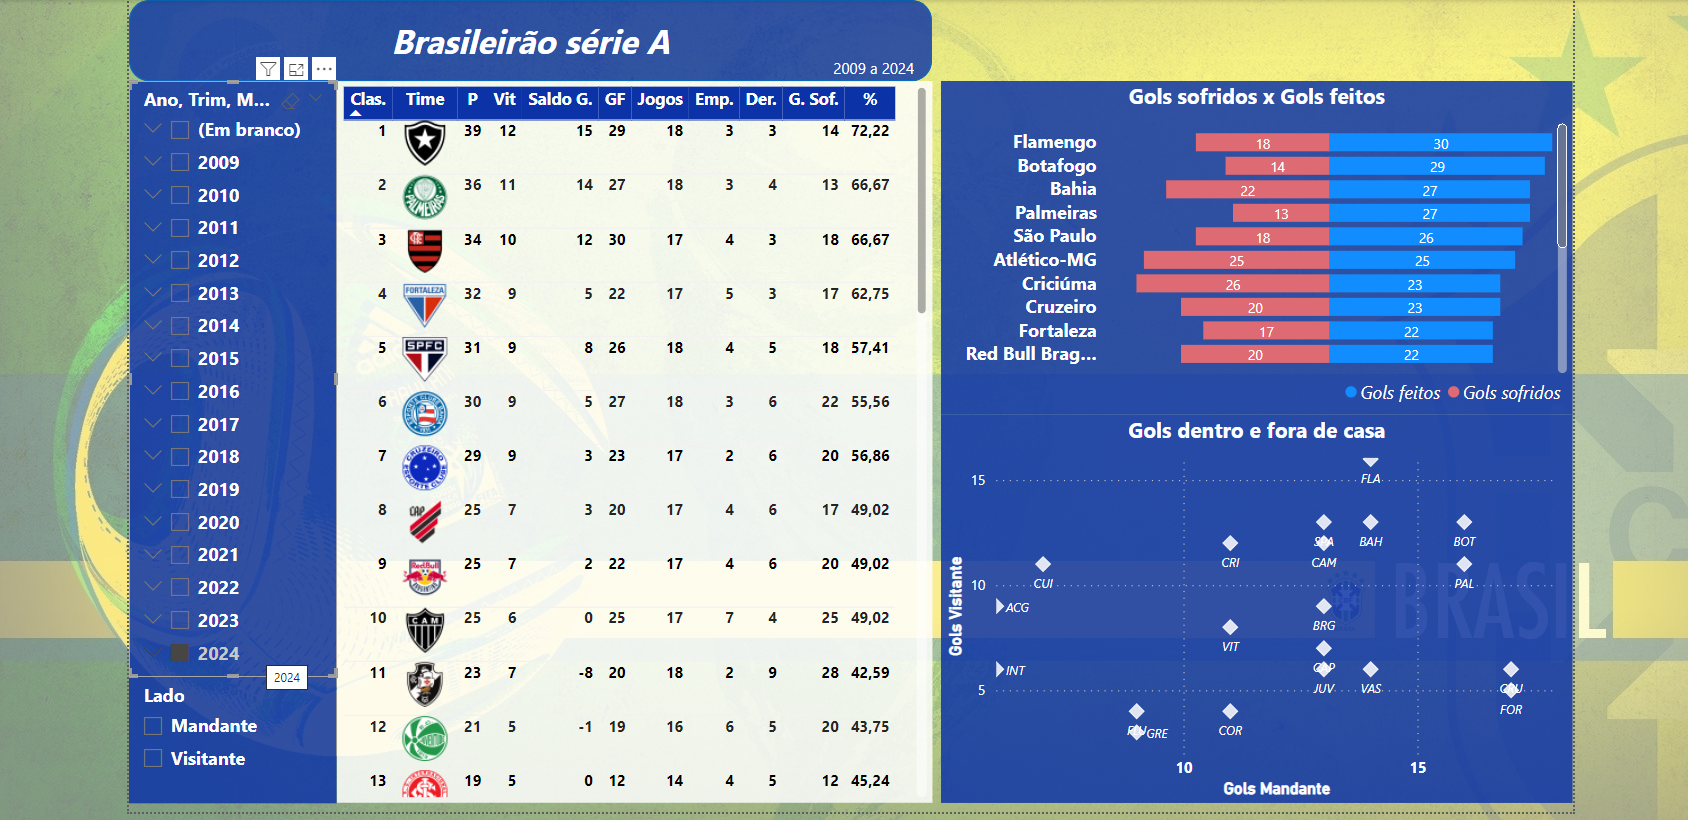 Brasileirão série A
2009 a 2024
Ano, Trim, M...
(Em branco)
2009
2010
2011
2012
2013
2014
2015
2016
2017
2018
2019
2020
2021
2022
2023
2024
2024
Lado
Mandante
Visitante
Clas. Time P Vit Saldo G. GF Jogos Emp. Der. G. Sof. %
1 39 12 15 29 18 3 3 14 72,22
2 PALMEIRAS 36 11 14 27 18 3 4 13 66,67
3 34 10 12 30 17 4 3 18 66,67
4 FORTALEZA 32 9 5 22 17 5 3 17 62,75
5 SPFC 31 9 8 26 18 4 5 18 57,41
6 30 9 5 27 18 3 6 22 55,56
7 CRUZEIRO ESPORTE CLUBE 29 9 3 23 17 2 6 20 56,86
8 CAP 25 7 3 20 17 4 6 17 49,02
9 RedBull 25 7 2 22 17 4 6 20 49,02
10 CAM 25 6 0 25 17 7 4 25 49,02
11 23 7 -8 20 18 2 9 28 42,59
12 21 5 -1 19 16 6 5 20 43,75
13 19 5 0 12 14 4 5 12 45,24
Gols sofridos x Gols feitos
Flamengo 18 30
Botafogo 14 29
Bahia 22 27
Palmeiras 13 27
São Paulo 18 26
Atlético-MG 25 25
Criciúma 26 23
Cruzeiro 20 23
Fortaleza 17 22
Red Bull Brag... 20 22
Gols feitos Gols sofridos
Gols dentro e fora de casa
Gols Visitante
15
10
5
FLA
BAH
BOT
CRI
CAM
CUI
PAL
ACG
BRG
VIT
INT
CAP
JUV
VAS
CRU
FOR
FLU
GRE
COR
10 15
Gols Mandante
BRASIL